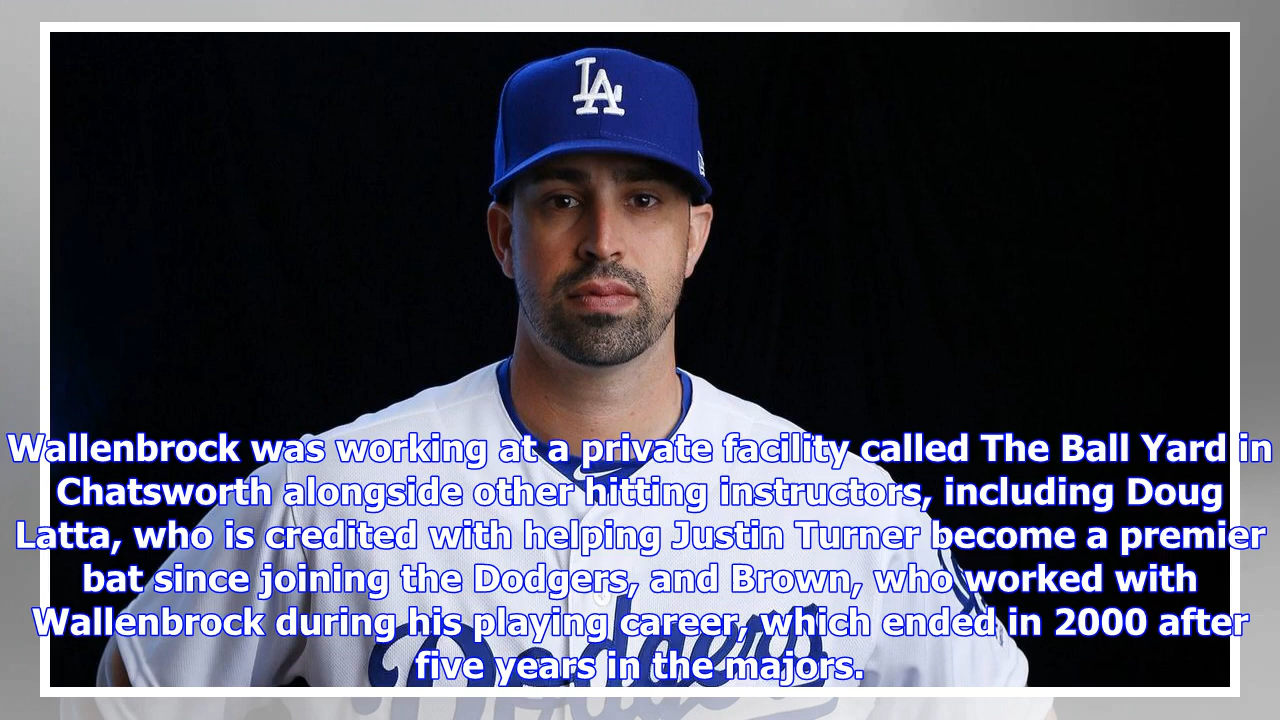 LA
Wallenbrock was working at a private facility called The Ball Yard in
Chatsworth alongside other hitting instructors, including Doug
Latta, who is credited with helping Justin Turner become a premier
bat since joining the Dodgers, and Brown, who worked with
Wallenbrock during his playing career, which ended in 2000 after
five years in the majors.
Dodgers